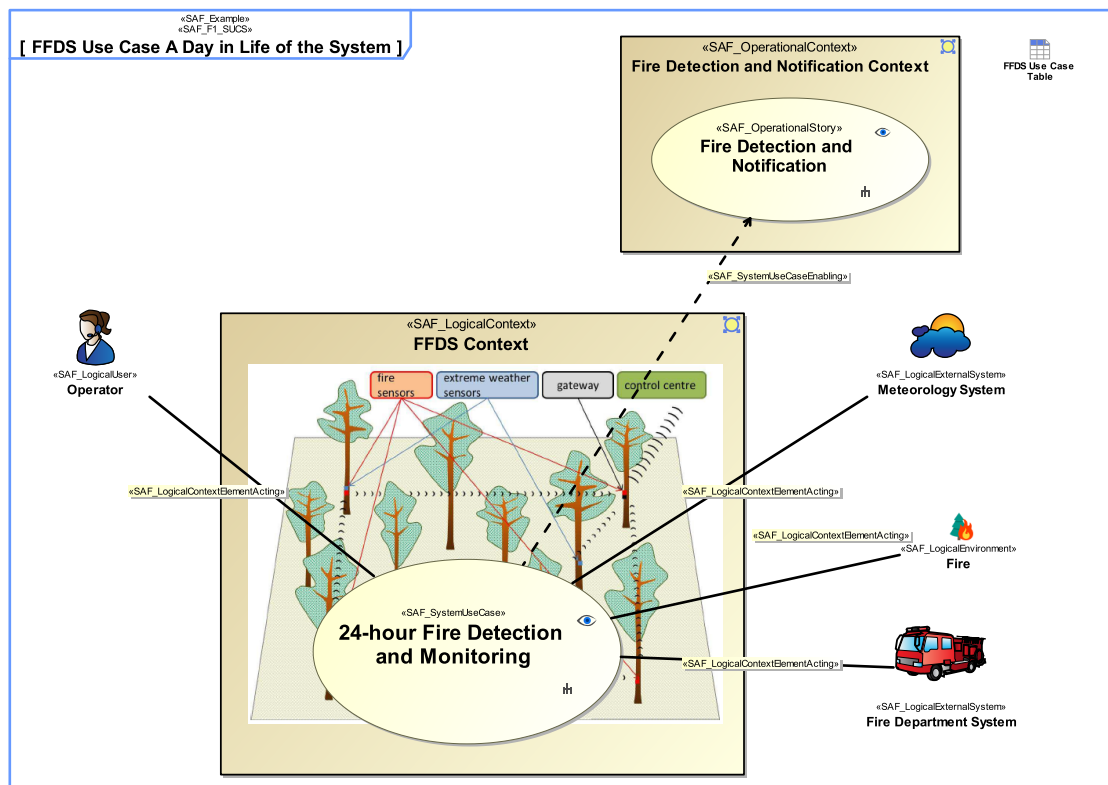 «SAF_Example»
«SAF_F1_SUCS»
[ FFDS Use Case A Day in Life of the System ]
«SAF_OperationalContext»
Fire Detection and Notification Context
«SAF_OperationalStory»
Fire Detection and
Notification
FFDS Use Case
Table
«SAF_SystemUseCaseEnabling»
«SAF_LogicalUser»
Operator
«SAF_LogicalContext»
FFDS Context
fire
sensors
extreme weather
sensors
gateway
control centre
«SAF_LogicalExternalSystem»
Meteorology System
«SAF_LogicalContextElementActing»
«SAF_LogicalContextElementActing»
«SAF_LogicalContextElementActing»
«SAF_LogicalEnvironment»
Fire
«SAF_SystemUseCase»
24-hour Fire Detection
and Monitoring
«SAF_LogicalContextElementActing»
«SAF_LogicalExternalSystem»
Fire Department System